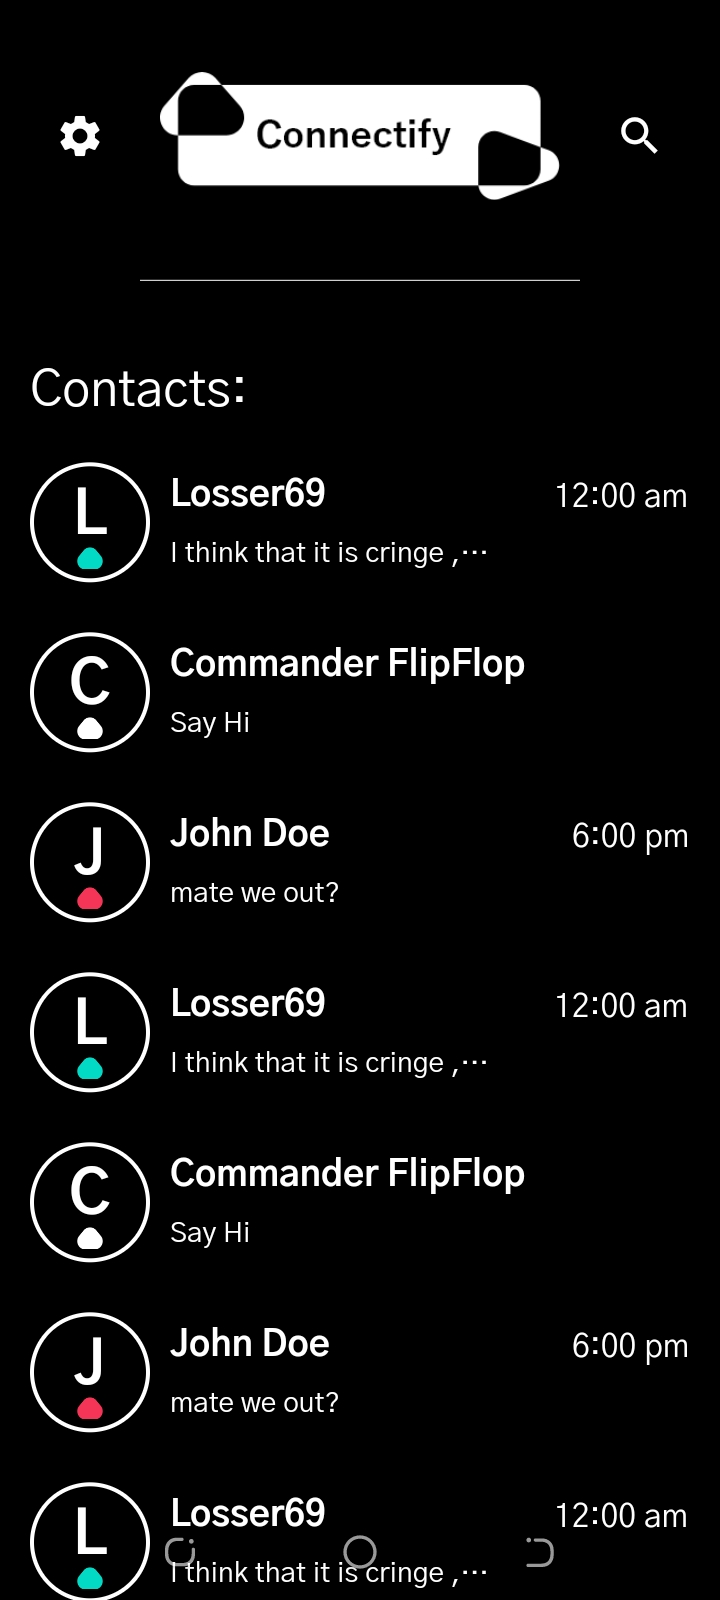 Connectify
Contacts:
L
Losser69
12:00 am
I think that it is cringe ,...
C
Commander FlipFlop
Say Hi
J
John Doe
6:00 pm
mate we out?
L
Losser69
12:00 am
I think that it is cringe ,...
C
Commander FlipFlop
Say Hi
J
John Doe
6:00 pm
mate we out?
L
Losser69
12:00 am
I think that it is cringe ,...